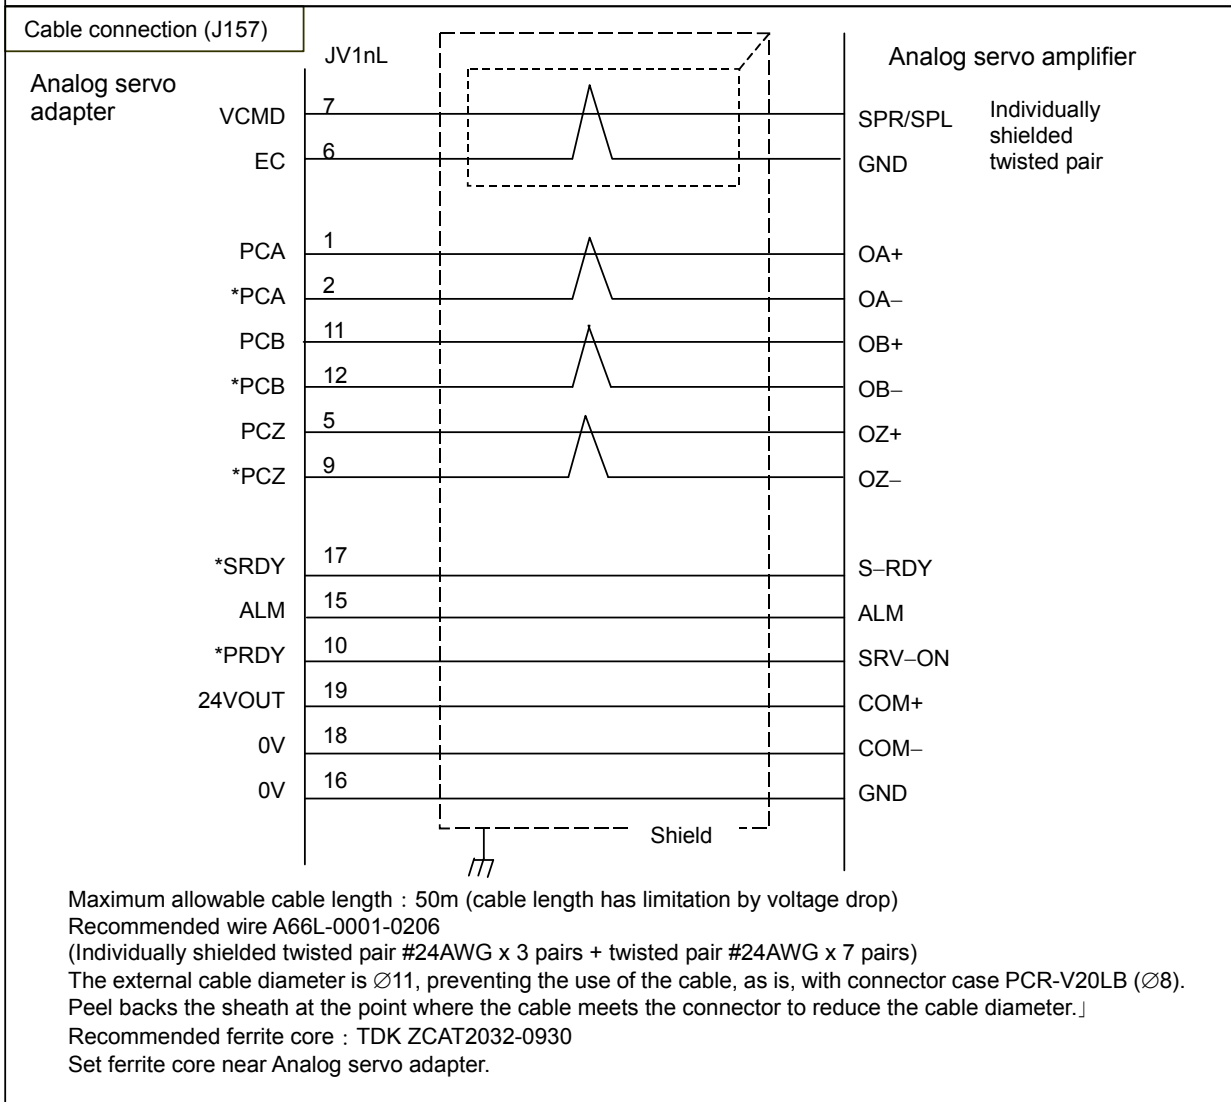 Cable connection (J157)
JV1nL
Analog servo adapter
Analog servo amplifier
VCMD 7 SPR/SPL
Individually
shielded
twisted pair
EC 6 GND
PCA 1 OA+
*PCA 2 OA–
PCB 11 OB+
*PCB 12 OB–
PCZ 5 OZ+
*PCZ 9 OZ–
*SRDY 17 S–RDY
ALM 15 ALM
*PRDY 10 SRV–ON
24VOUT 19 COM+
0V 18 COM–
0V 16 GND
Shield
Maximum allowable cable length : 50m (cable length has limitation by voltage drop)
Recommended wire A66L-0001-0206
(Individually shielded twisted pair #24AWG x 3 pairs + twisted pair #24AWG x 7 pairs)
The external cable diameter is ∅11, preventing the use of the cable, as is, with connector case PCR-V20LB (∅8).
Peel backs the sheath at the point where the cable meets the connector to reduce the cable diameter.」
Recommended ferrite core : TDK ZCAT2032-0930
Set ferrite core near Analog servo adapter.